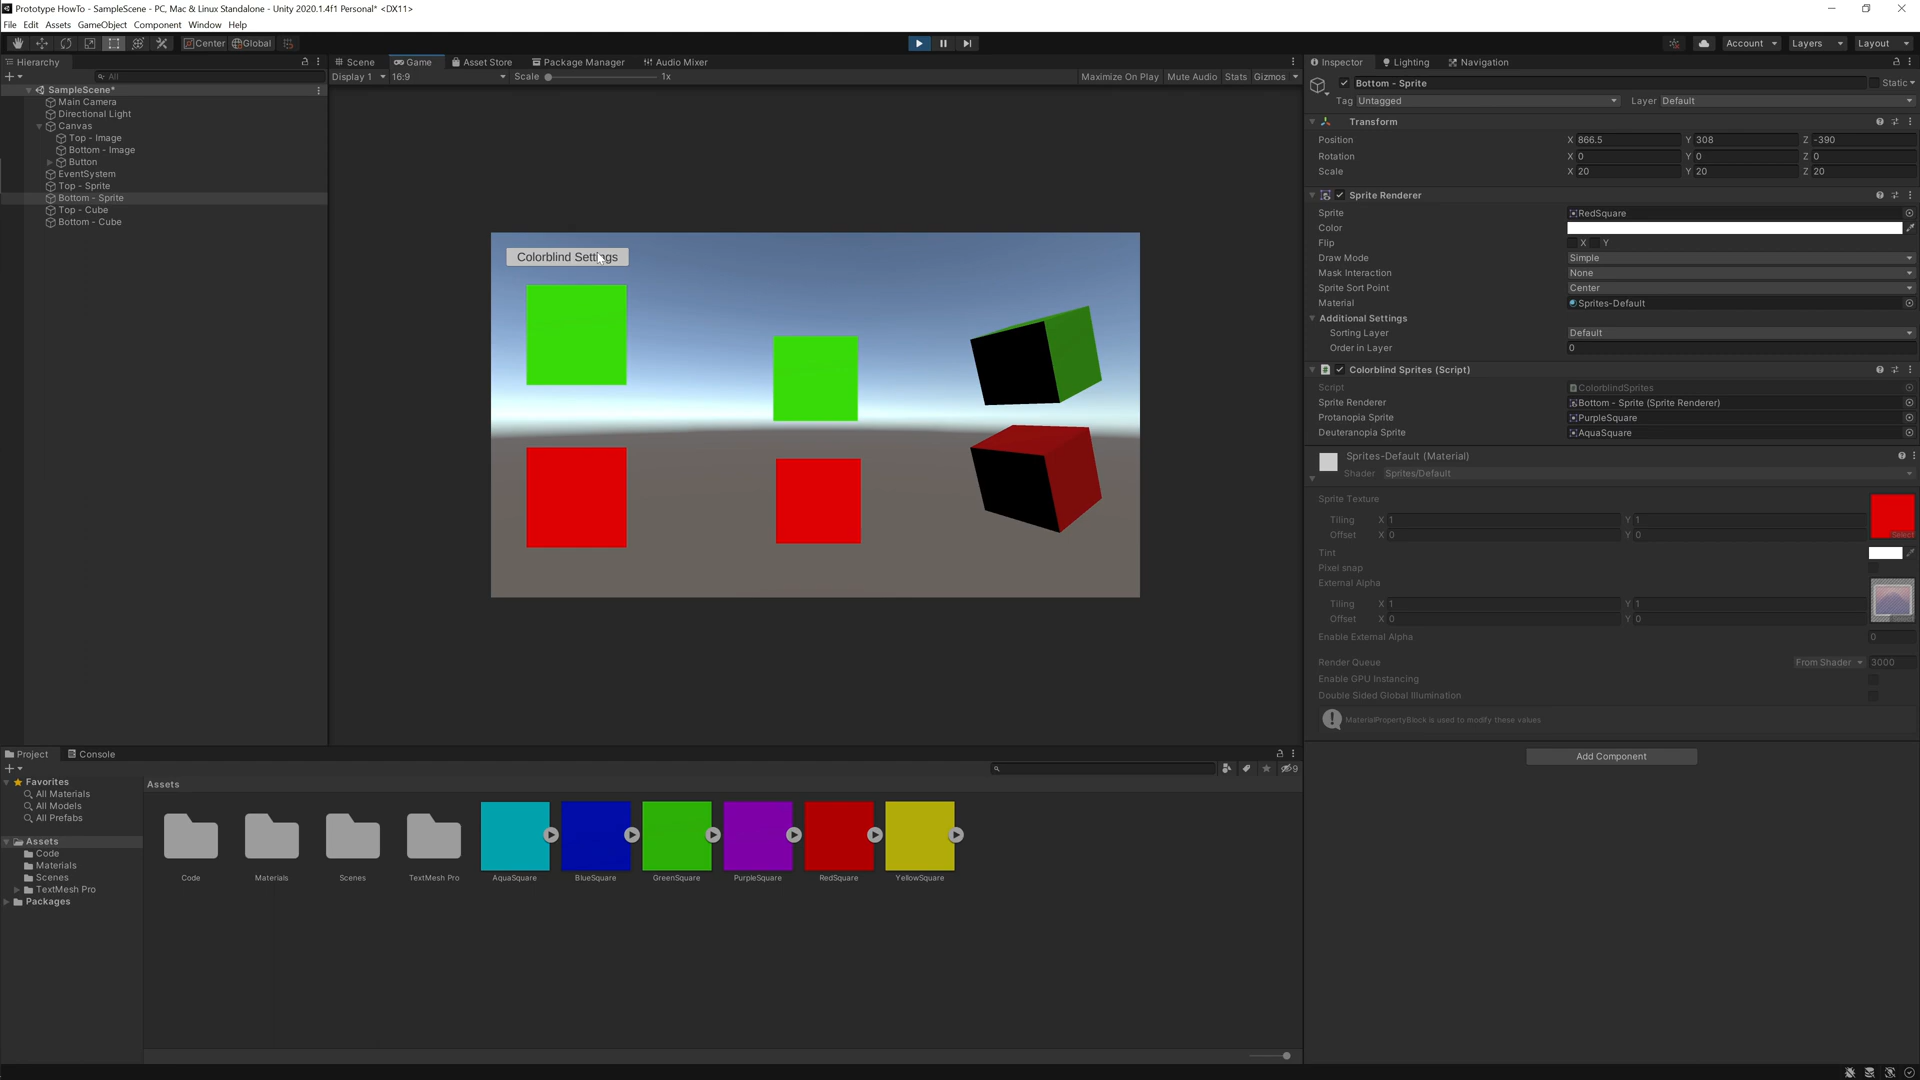 Prototype HowTo - SampleScene - PC, Mac & Linux Standalone - Unity 2020.1.4f1 Personal* <DX11>
File Edit Assets GameObject Component Window Help
Center Global Account Layers Layout
Hierarchy
All
SampleScene*
Main Camera
Directional Light
Canvas
Top - Image
Bottom - Image
Button
EventSystem
Top - Sprite
Bottom - Sprite
Top - Cube
Bottom - Cube
Scene Game Asset Store Package Manager Audio Mixer
Display 1 16:9 Scale 1x Maximize On Play Mute Audio Stats Gizmos
Colorblind Settings
Inspector Lighting Navigation
Bottom - Sprite Static
Tag Untagged Layer Default
Transform
Position X 866.5 Y 308 Z -390
Rotation X 0 Y 0 Z 0
Scale X 20 Y 20 Z 20
Sprite Renderer
Sprite RedSquare
Color
Flip X Y
Draw Mode Simple
Mask Interaction None
Sprite Sort Point Center
Material Sprites-Default
Additional Settings
Sorting Layer Default
Order in Layer 0
Colorblind Sprites (Script)
Script ColorblindSprites
Sprite Renderer Bottom - Sprite (Sprite Renderer)
Protanopia Sprite PurpleSquare
Deuteranopia Sprite AquaSquare
Sprites-Default (Material)
Shader Sprites/Default
Sprite Texture
Tiling X 1 Y 1
Offset X 0 Y 0
Select
Tint
Pixel snap
External Alpha
Tiling X 1 Y 1
Offset X 0 Y 0
Enable External Alpha 0
Render Queue From Shader 3000
Enable GPU Instancing
Double Sided Global Illumination
MaterialPropertyBlock is used to modify these values
Add Component
Project Console
9
Favorites
All Materials
All Models
All Prefabs
Assets
Code
Materials
Scenes
TextMesh Pro
Packages
Assets
Code Materials Scenes TextMesh Pro AquaSquare BlueSquare GreenSquare PurpleSquare RedSquare YellowSquare